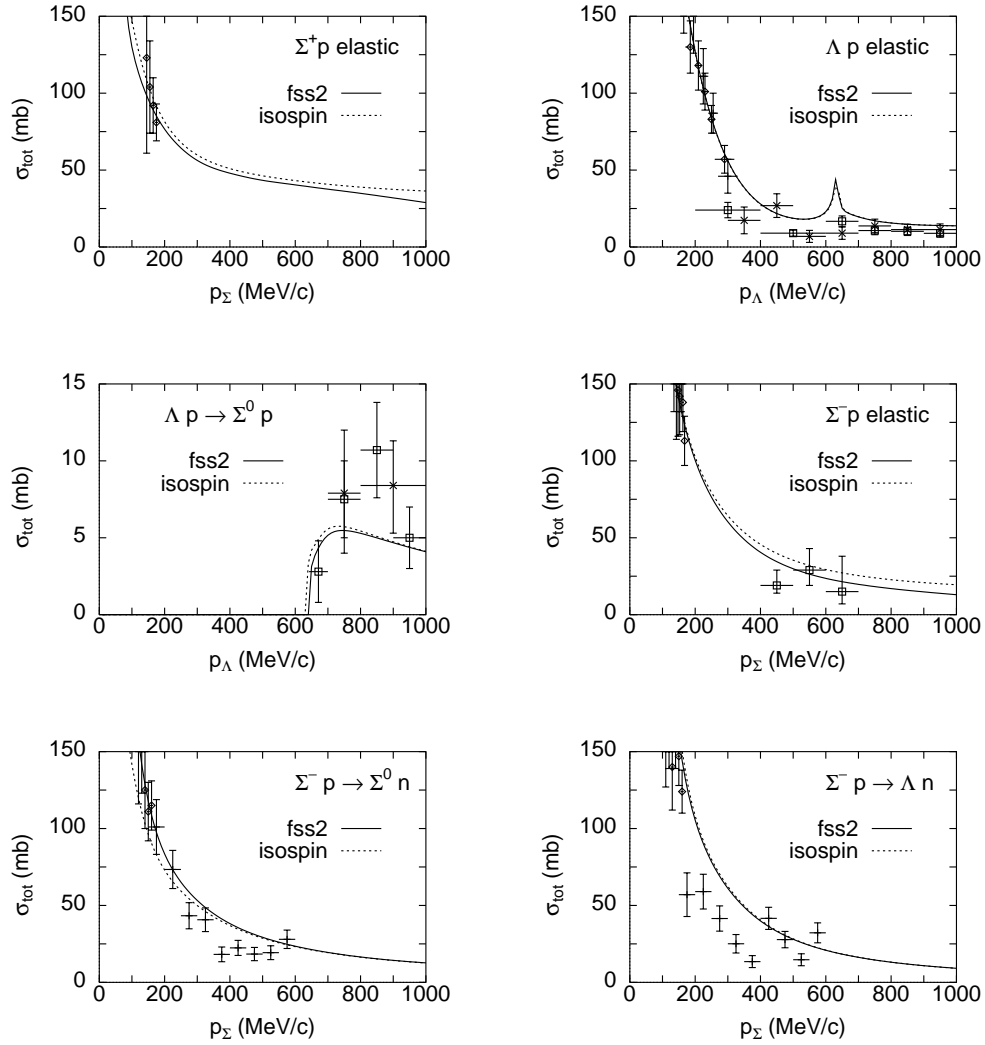 Σ⁺p elastic
fss2
isospin
σtot (mb)
150
100
50
0
0 200 400 600 800 1000
pΣ (MeV/c)
Λ p elastic
fss2
isospin
σtot (mb)
150
100
50
0
0 200 400 600 800 1000
pΛ (MeV/c)
Λ p → Σ⁰ p
fss2
isospin
σtot (mb)
15
10
5
0
0 200 400 600 800 1000
pΛ (MeV/c)
Σ⁻p elastic
fss2
isospin
σtot (mb)
150
100
50
0
0 200 400 600 800 1000
pΣ (MeV/c)
Σ⁻ p → Σ⁰ n
fss2
isospin
σtot (mb)
150
100
50
0
0 200 400 600 800 1000
pΣ (MeV/c)
Σ⁻ p → Λ n
fss2
isospin
σtot (mb)
150
100
50
0
0 200 400 600 800 1000
pΣ (MeV/c)